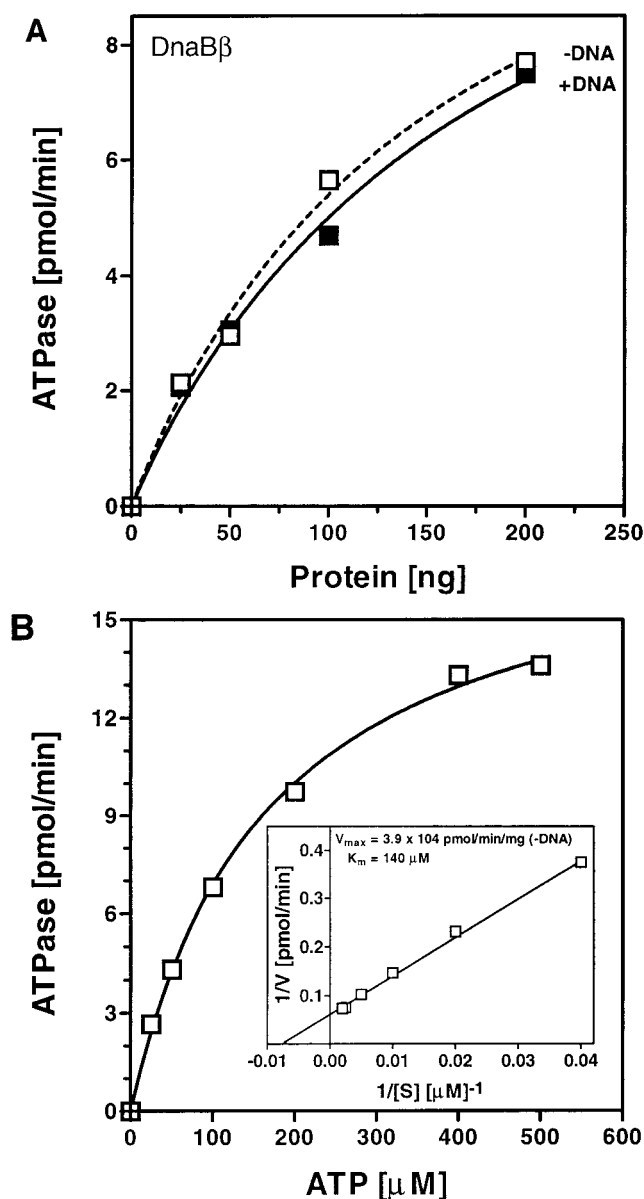 A
DnaBβ
-DNA
+DNA
8
6
4
2
0
ATPase [pmol/min]
0 50 100 150 200 250
Protein [ng]
B
15
12
9
6
3
0
ATPase [pmol/min]
Vmax = 3.9 x 104 pmol/min/mg (-DNA)
Km = 140 μM
0.4
0.3
0.2
0.1
1/V [pmol/min]
-0.01 0.00 0.01 0.02 0.03 0.04
1/[S] [μM]-1
0 100 200 300 400 500 600
ATP [μM]